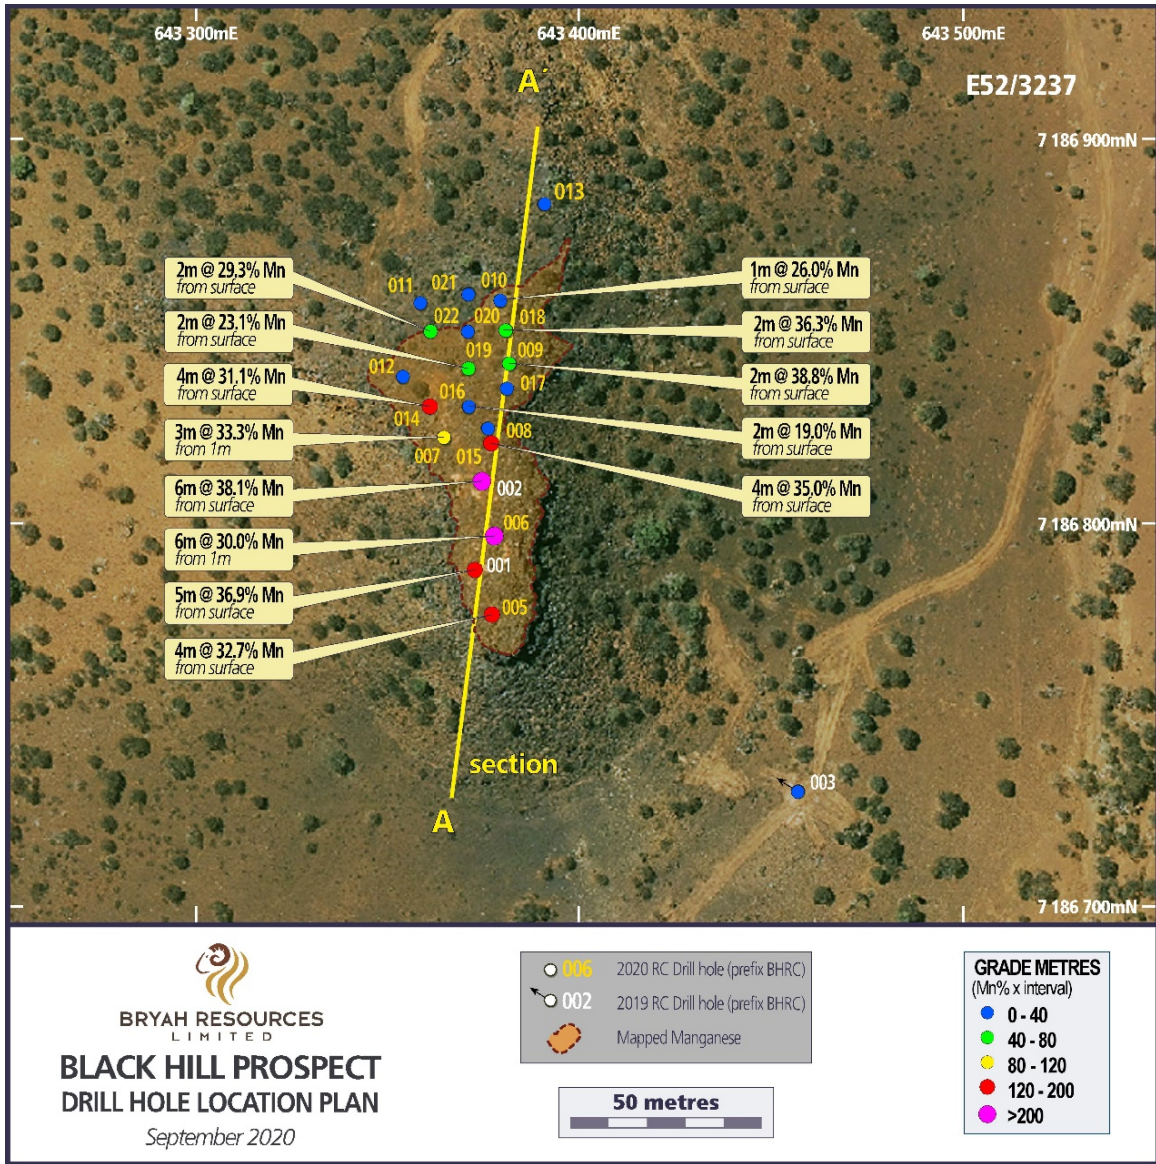 643 300mE
643 400mE
643 500mE
A´
E52/3237
7 186 900mN
013
2m @ 29.3% Mn
from surface
1m @ 26.0% Mn
from surface
011
021
010
022
020
018
2m @ 23.1% Mn
from surface
2m @ 36.3% Mn
from surface
019
009
012
4m @ 31.1% Mn
from surface
2m @ 38.8% Mn
from surface
016
017
014
008
3m @ 33.3% Mn
from 1m
2m @ 19.0% Mn
from surface
007
015
6m @ 38.1% Mn
from surface
002
4m @ 35.0% Mn
from surface
006
7 186 800mN
6m @ 30.0% Mn
from 1m
001
5m @ 36.9% Mn
from surface
005
4m @ 32.7% Mn
from surface
section
003
A
7 186 700mN
BRYAH RESOURCES
LIMITED
BLACK HILL PROSPECT
DRILL HOLE LOCATION PLAN
September 2020
006 2020 RC Drill hole (prefix BHRC)
002 2019 RC Drill hole (prefix BHRC)
Mapped Manganese
50 metres
GRADE METRES
(Mn% x interval)
0 - 40
40 - 80
80 - 120
120 - 200
>200